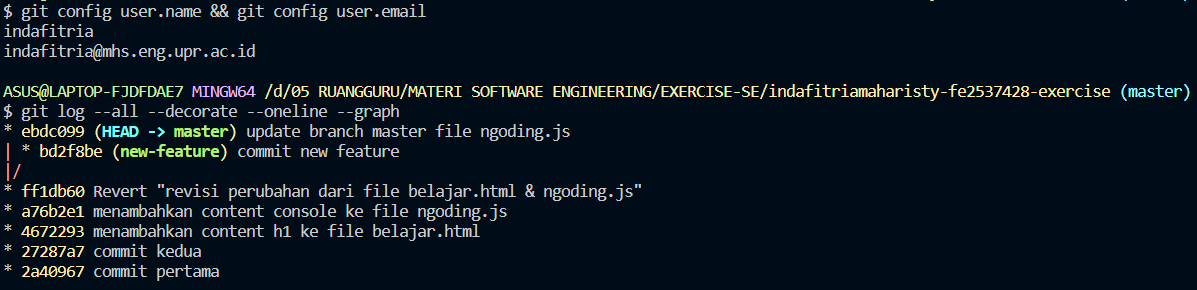 $ git config user.name && git config user.email
indafitria
indafitria@mhs.eng.upr.ac.id
ASUS@LAPTOP-FJDFDAE7 MINGW64 /d/05 RUANGGURU/MATERI SOFTWARE ENGINEERING/EXERCISE-SE/indafitriamaharisty-fe2537428-exercise (master)
$ git log --all --decorate --oneline --graph
* ebdc099 (HEAD -> master) update branch master file ngoding.js
| * bd2f8be (new-feature) commit new feature
|/
* ff1db60 Revert "revisi perubahan dari file belajar.html & ngoding.js"
* a76b2e1 menambahkan content console ke file ngoding.js
* 4672293 menambahkan content h1 ke file belajar.html
* 27287a7 commit kedua
* 2a40967 commit pertama